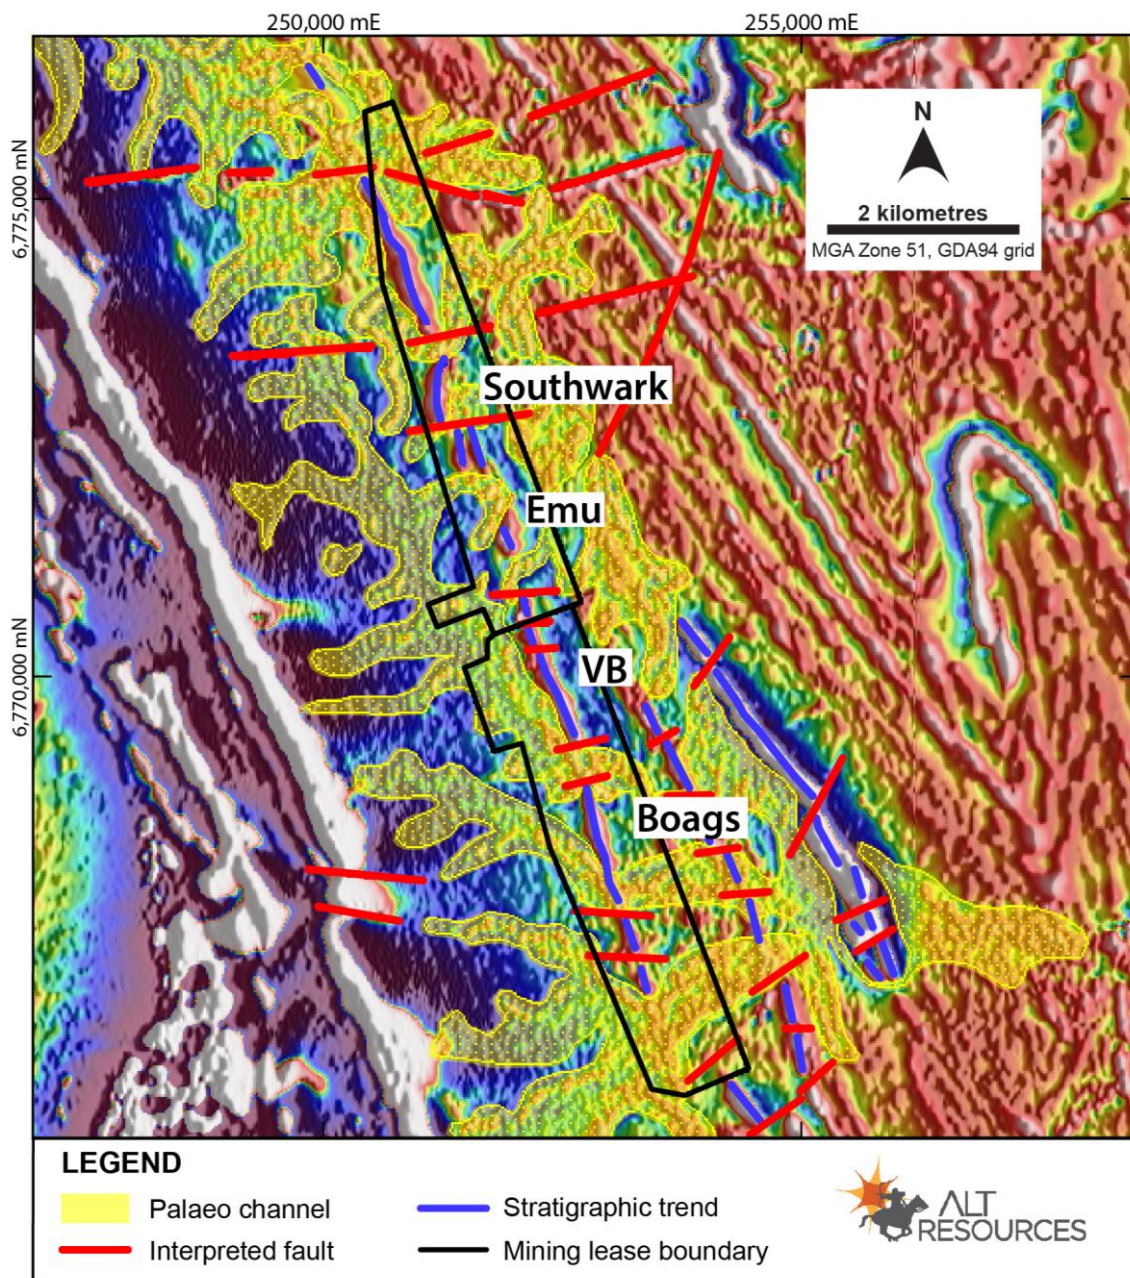 250,000 mE
255,000 mE
6,775,000 mN
6,770,000 mN
N
2 kilometres
MGA Zone 51, GDA94 grid
Southwark
Emu
VB
Boags
LEGEND
Palaeo channel
Stratigraphic trend
Interpreted fault
Mining lease boundary
ALT
RESOURCES